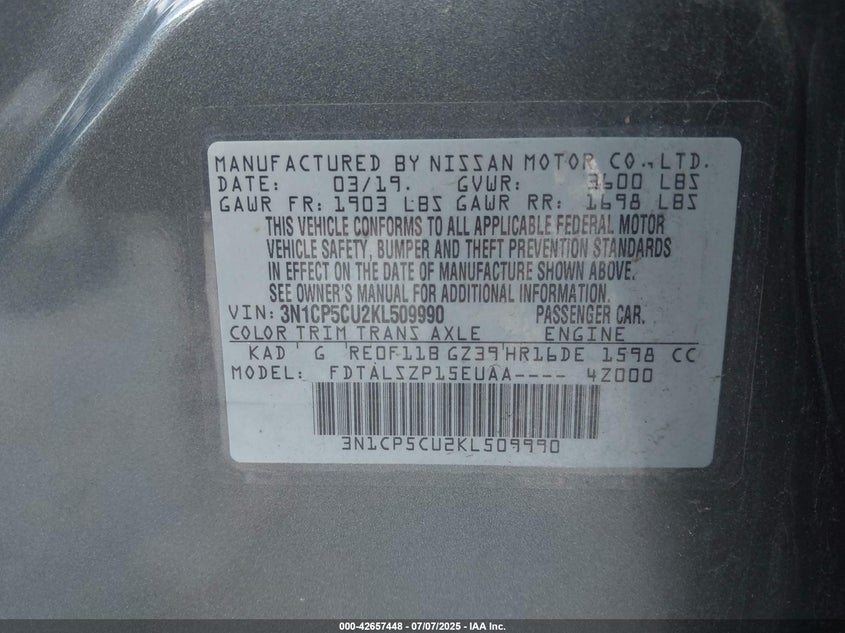 MANUFACTURED BY NISSAN MOTOR CO., LTD.
DATE: 03/19. GVWR: 3600 LBS
GAWR FR: 1903 LBS GAWR RR: 1698 LBS
THIS VEHICLE CONFORMS TO ALL APPLICABLE FEDERAL MOTOR
VEHICLE SAFETY, BUMPER AND THEFT PREVENTION STANDARDS
IN EFFECT ON THE DATE OF MANUFACTURE SHOWN ABOVE.
SEE OWNER'S MANUAL FOR ADDITIONAL INFORMATION.
VIN: 3N1CP5CU2KL509990 PASSENGER CAR.
COLOR TRIM TRANS AXLE ENGINE
KAD G RE0F11B GZ39 HR16DE 1598 CC
MODEL: FDTALSZP15EUAA---- 4Z000
3N1CP5CU2KL509990
000-42657448 - 07/07/2025 - IAA Inc.